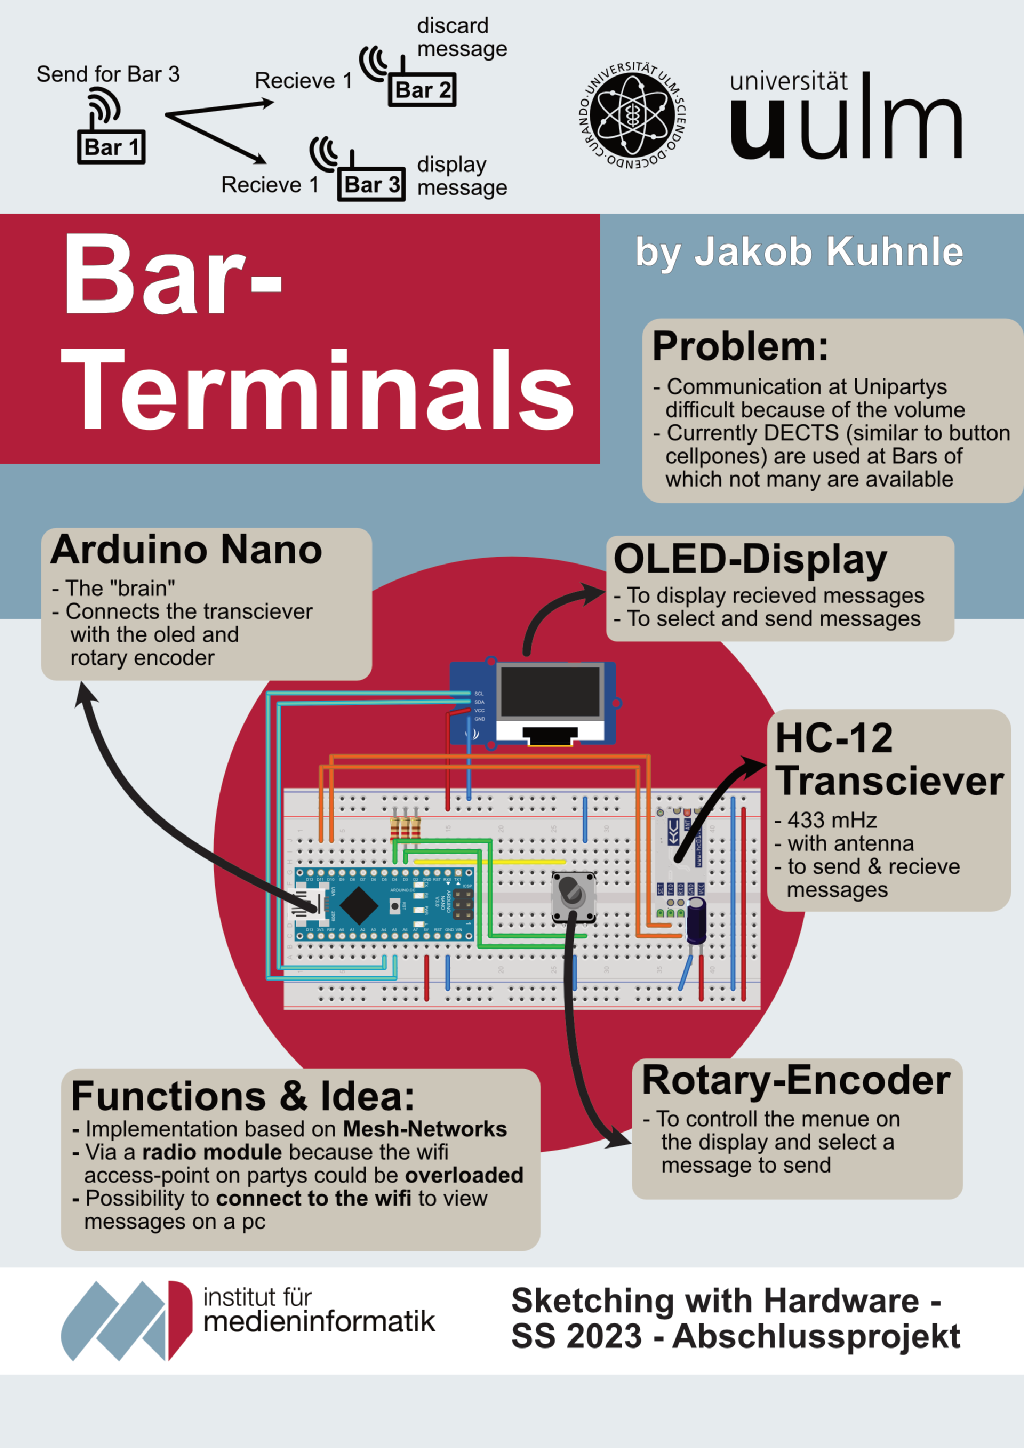 discard
message
Send for Bar 3
Recieve 1
Bar 2
Bar 1
display
message
Recieve 1
Bar 3
CURANDO·UNIVERSITÄT ULM·SCIENDO·DOCENDO·
universität
uulm
Bar-
Terminals
by Jakob Kuhnle
Problem:
- Communication at Unipartys
difficult because of the volume
- Currently DECTS (similar to button
cellpones) are used at Bars of
which not many are available
Arduino Nano
- The "brain"
- Connects the transciever
with the oled and
rotary encoder
OLED-Display
- To display recieved messages
- To select and send messages
SCL
SDA
VCC
GND
HC-12
Transciever
- 433 mHz
- with antenna
- to send & recieve
messages
Functions & Idea:
- Implementation based on Mesh-Networks
- Via a radio module because the wifi
access-point on partys could be overloaded
- Possibility to connect to the wifi to view
messages on a pc
Rotary-Encoder
- To controll the menue on
the display and select a
message to send
institut für
medieninformatik
Sketching with Hardware -
SS 2023 - Abschlussprojekt